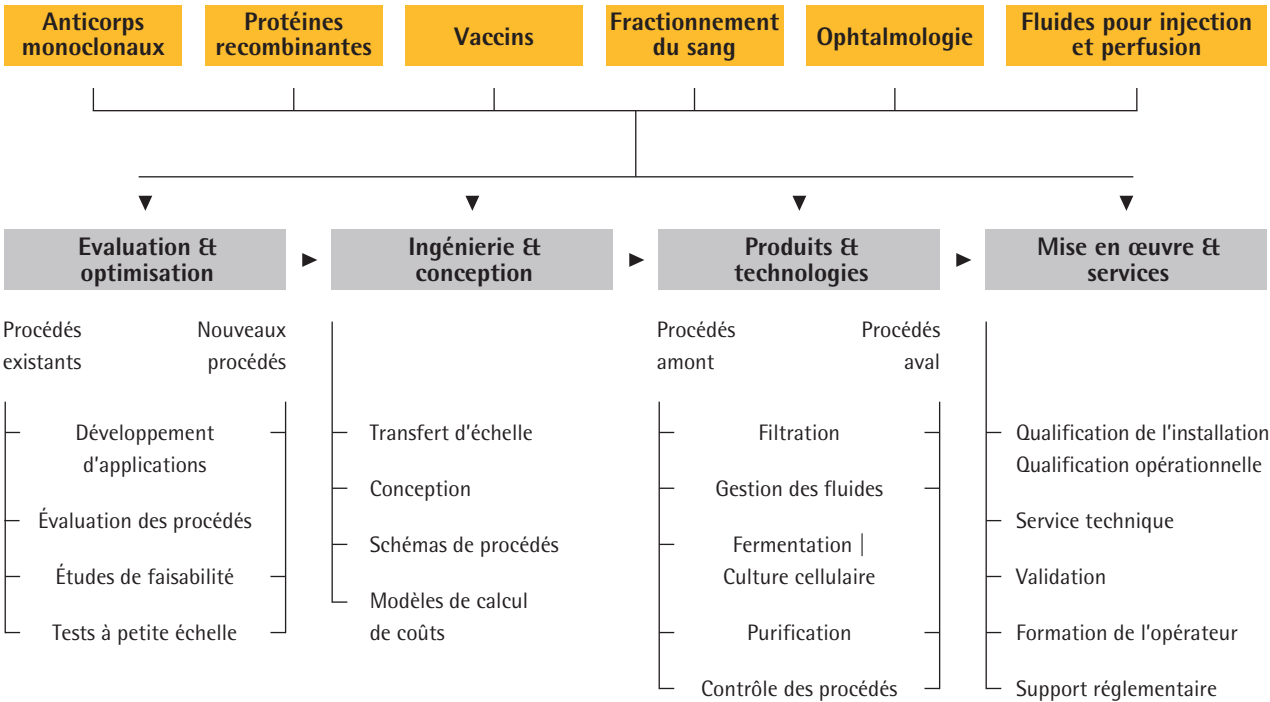 Anticorps
monoclonaux
Protéines
recombinantes
Vaccins
Fractionnement
du sang
Ophtalmologie
Fluides pour injection
et perfusion
Evaluation &
optimisation
Ingénierie &
conception
Produits &
technologies
Mise en œuvre &
services
Procédés
existants
Nouveaux
procédés
Développement
d'applications
Évaluation des procédés
Études de faisabilité
Tests à petite échelle
Transfert d'échelle
Conception
Schémas de procédés
Modèles de calcul
de coûts
Procédés
amont
Procédés
aval
Filtration
Gestion des fluides
Fermentation |
Culture cellulaire
Purification
Contrôle des procédés
Qualification de l'installation
Qualification opérationnelle
Service technique
Validation
Formation de l'opérateur
Support réglementaire